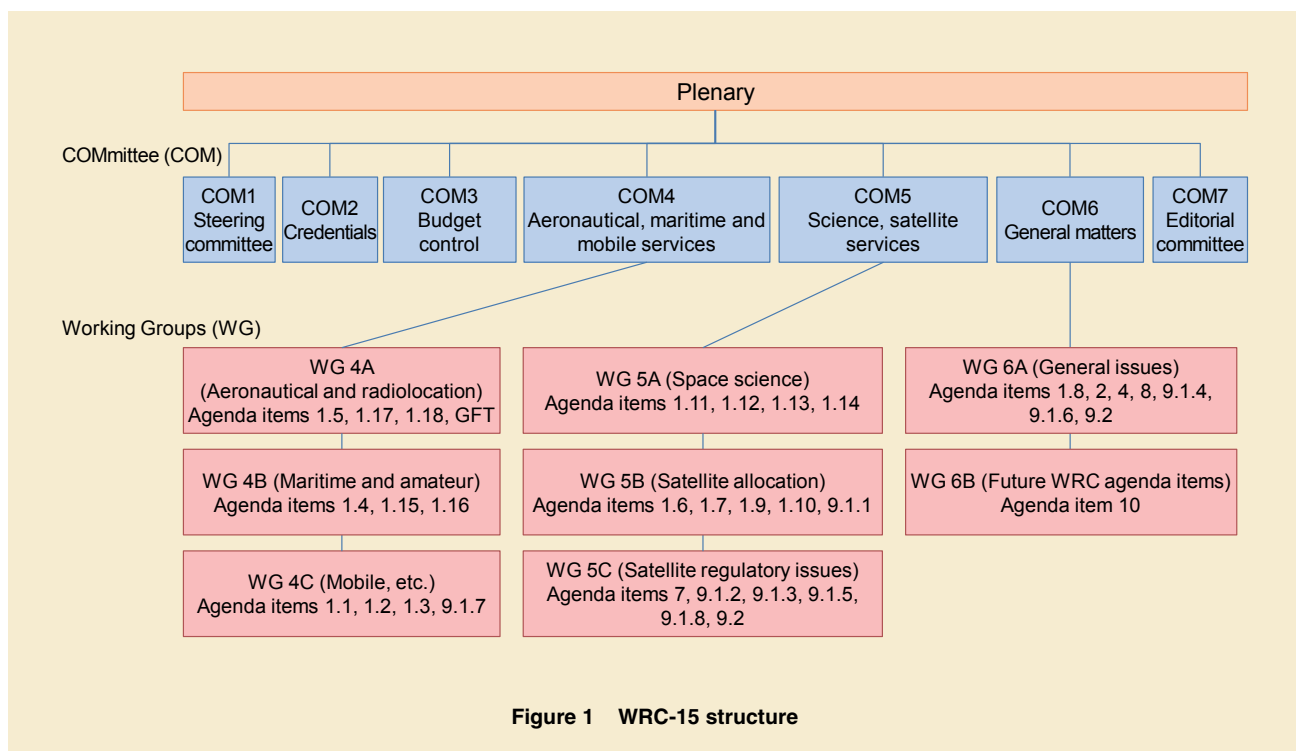 Plenary
COMmittee (COM)
COM1
Steering
committee
COM2
Credentials
COM3
Budget
control
COM4
Aeronautical, maritime and
mobile services
COM5
Science, satellite
services
COM6
General matters
COM7
Editorial
committee
Working Groups (WG)
WG 4A
(Aeronautical and radiolocation)
Agenda items 1.5, 1.17, 1.18, GFT
WG 5A (Space science)
Agenda items 1.11, 1.12, 1.13, 1.14
WG 6A (General issues)
Agenda items 1.8, 2, 4, 8, 9.1.4,
9.1.6, 9.2
WG 4B (Maritime and amateur)
Agenda items 1.4, 1.15, 1.16
WG 5B (Satellite allocation)
Agenda items 1.6, 1.7, 1.9, 1.10, 9.1.1
WG 6B (Future WRC agenda items)
Agenda item 10
WG 4C (Mobile, etc.)
Agenda items 1.1, 1.2, 1.3, 9.1.7
WG 5C (Satellite regulatory issues)
Agenda items 7, 9.1.2, 9.1.3, 9.1.5,
9.1.8, 9.2
Figure 1 WRC-15 structure